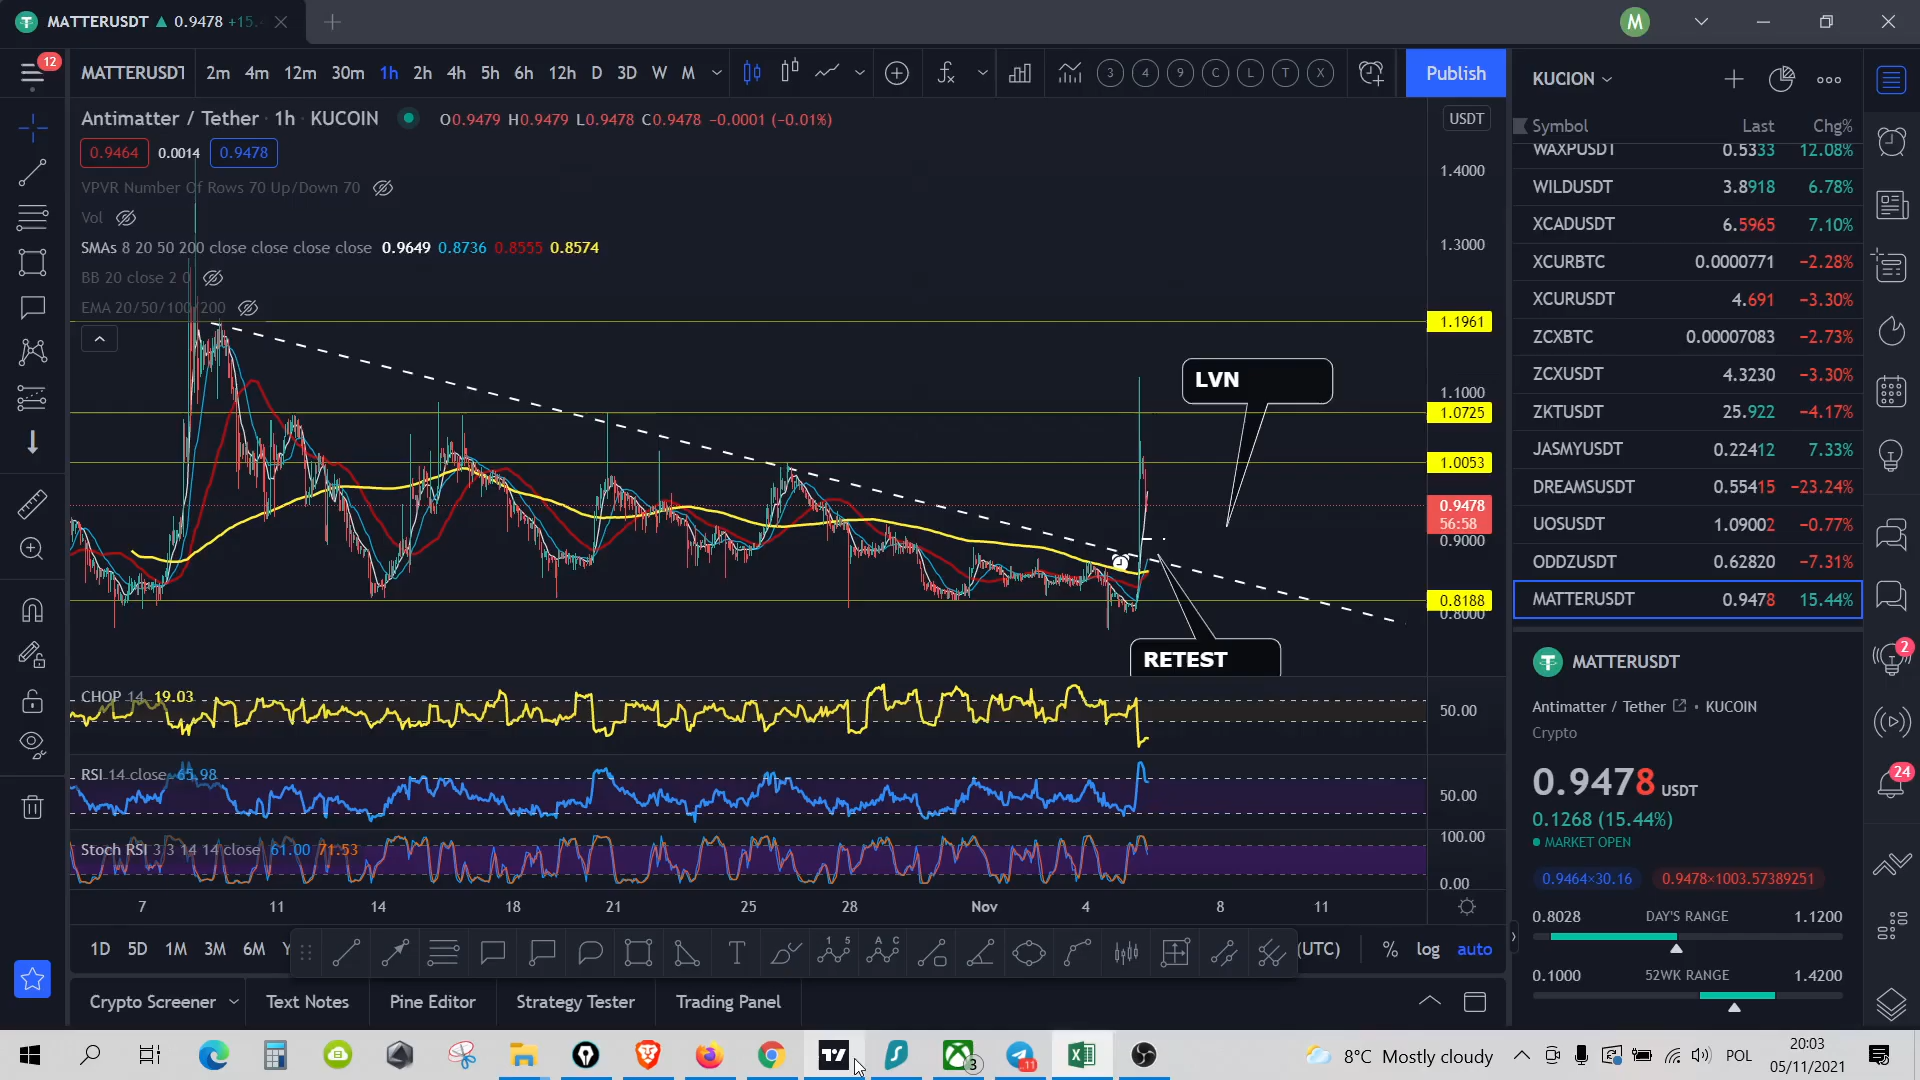 MATTERUSDT ▲ 0.9478 +15.
M
12
MATTERUSDT 2m 4m 12m 30m 1h 2h 4h 5h 6h 12h D 3D W M
3 4 9 C L T X
Publish
Antimatter / Tether · 1h · KUCOIN O0.9479 H0.9479 L0.9478 C0.9478 −0.0001 (−0.01%)
0.9464 0.0014 0.9478
VPVR Number Of Rows 70 Up/Down 70
Vol
SMAs 8 20 50 200 close close close close 0.9649 0.8736 0.8555 0.8574
BB 20 close 2 0
EMA 20/50/100/200
USDT
1.4000
1.3000
1.1961
1.1000
1.0725
1.0053
0.9478
56:58
0.9000
0.8188
0.8000
LVN
RETEST
CHOP 14 19.03
50.00
RSI 14 close 65.98
50.00
Stoch RSI 3 3 14 14 close 61.00 71.53
100.00
0.00
7 11 14 18 21 25 28 Nov 4 8 11
1D 5D 1M 3M 6M Y
(UTC) % log auto
Crypto Screener Text Notes Pine Editor Strategy Tester Trading Panel
KUCION
Symbol Last Chg%
WAXPUSDT 0.5333 12.08%
WILDUSDT 3.8918 6.78%
XCADUSDT 6.5965 7.10%
XCURBTC 0.0000771 −2.28%
XCURUSDT 4.691 −3.30%
ZCXBTC 0.00007083 −2.73%
ZCXUSDT 4.3230 −3.30%
ZKTUSDT 25.922 −4.17%
JASMYUSDT 0.22412 7.33%
DREAMSUSDT 0.55415 −23.24%
UOSUSDT 1.09002 −0.77%
ODDZUSDT 0.62820 −7.31%
MATTERUSDT 0.9478 15.44%
MATTERUSDT
Antimatter / Tether • KUCOIN
Crypto
0.9478 USDT
0.1268 (15.44%)
MARKET OPEN
0.9464×30.16 0.9478×1003.57389251
0.8028 DAY'S RANGE 1.1200
0.1000 52WK RANGE 1.4200
2
24
3
11
8°C Mostly cloudy
POL
20:03
05/11/2021